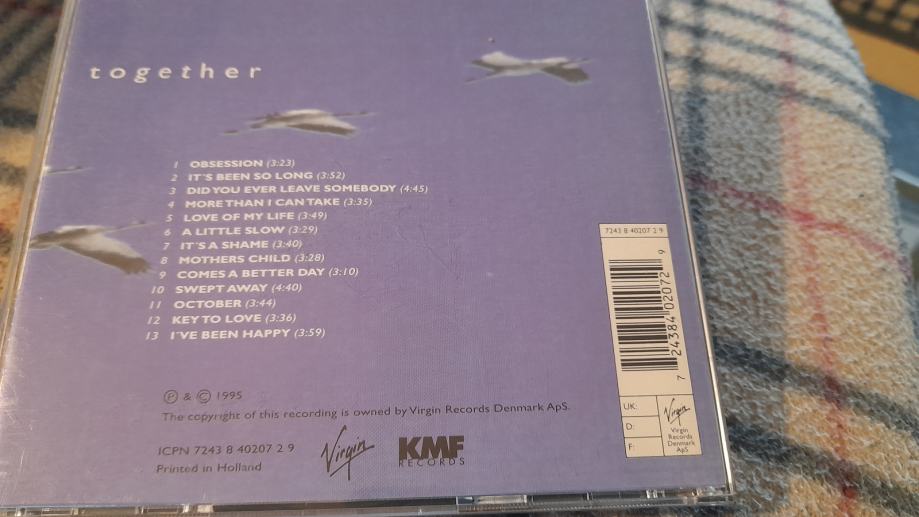 together
1 OBSESSION (3:23)
2 IT'S BEEN SO LONG (3:52)
3 DID YOU EVER LEAVE SOMEBODY (4:45)
4 MORE THAN I CAN TAKE (3:35)
5 LOVE OF MY LIFE (3:49)
6 A LITTLE SLOW (3:29)
7 IT'S A SHAME (3:40)
8 MOTHERS CHILD (3:28)
9 COMES A BETTER DAY (3:10)
10 SWEPT AWAY (4:40)
11 OCTOBER (3:44)
12 KEY TO LOVE (3:36)
13 I'VE BEEN HAPPY (3:59)
Ⓟ & © 1995
The copyright of this recording is owned by Virgin Records Denmark ApS.
ICPN 7243 8 40207 2 9
Printed in Holland
Virgin
KMF
RECORDS
7243 8 40207 2 9
7 24384 02072 9
UK:
D:
F:
Virgin
Virgin
Records
Denmark
ApS